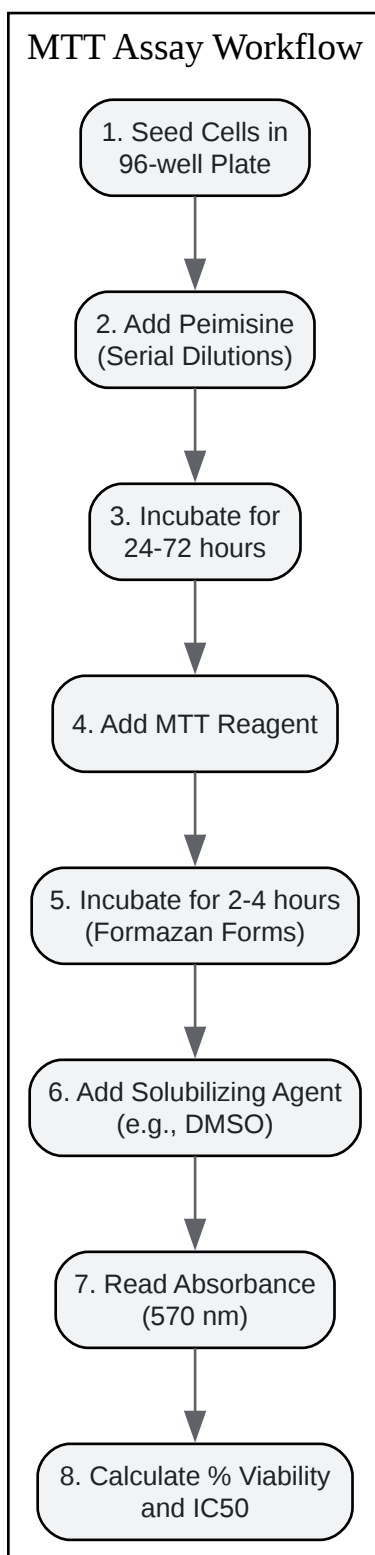 MTT Assay Workflow
1. Seed Cells in
96-well Plate
2. Add Peimisine
(Serial Dilutions)
3. Incubate for
24-72 hours
4. Add MTT Reagent
5. Incubate for 2-4 hours
(Formazan Forms)
6. Add Solubilizing Agent
(e.g., DMSO)
7. Read Absorbance
(570 nm)
8. Calculate % Viability
and IC50